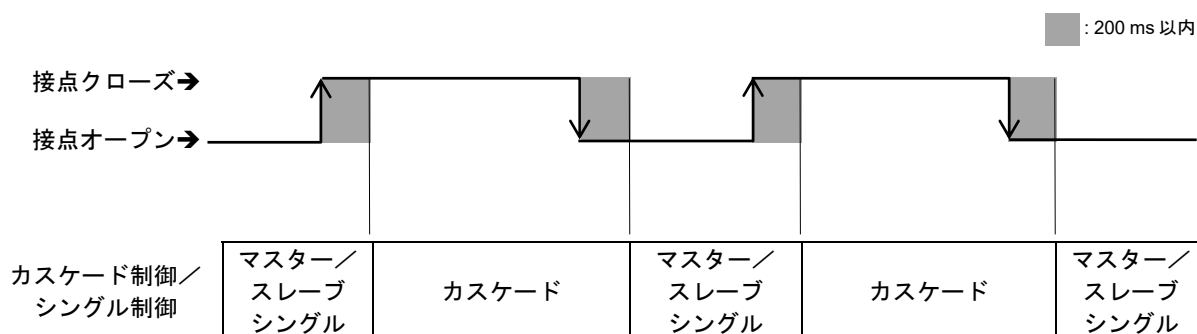 : 200 ms 以内
接点クローズ➔
接点オープン➔
カスケード制御／
シングル制御
マスター／
スレーブ
シングル
カスケード
マスター／
スレーブ
シングル
カスケード
マスター／
スレーブ
シングル